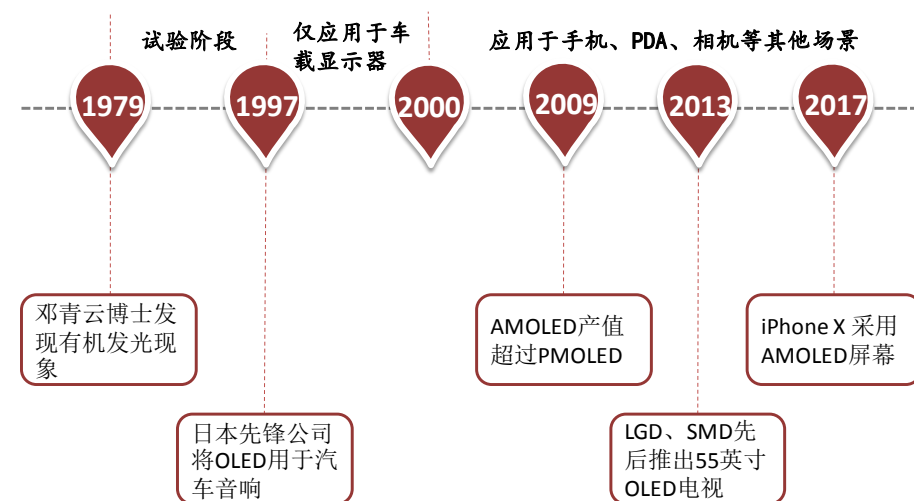 试验阶段
仅应用于车
载显示器
应用于手机、PDA、相机等其他场景
1979
1997
2000
2009
2013
2017
邓青云博士发
现有机发光现
象
日本先锋公司
将OLED用于汽
车音响
AMOLED产值
超过PMOLED
LGD、SMD先
后推出55英寸
OLED电视
iPhone X 采用
AMOLED屏幕